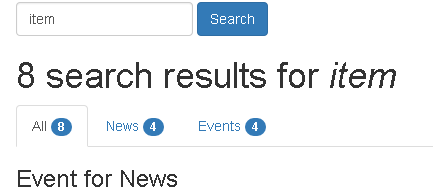 item Search
8 search results for item
All 8 News 4 Events 4
Event for News